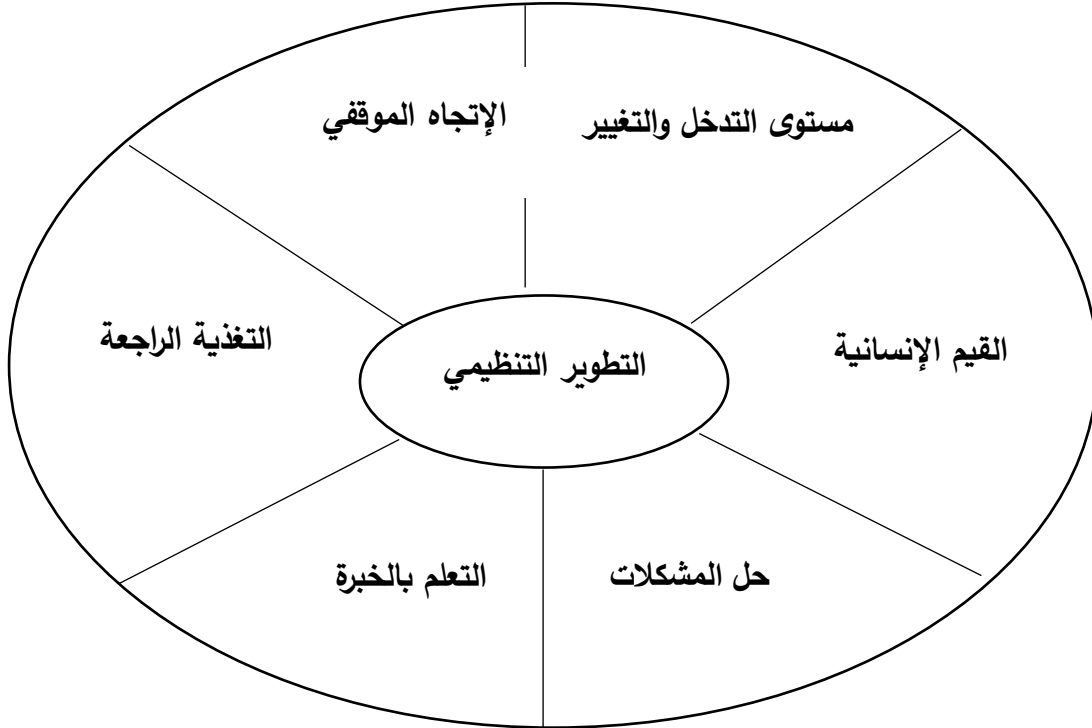 مستوى التدخل والتغيير
الإتجاه الموقفي
القيم الإنسانية
التطوير التنظيمي
التغذية الراجعة
حل المشكلات
التعلم بالخبرة